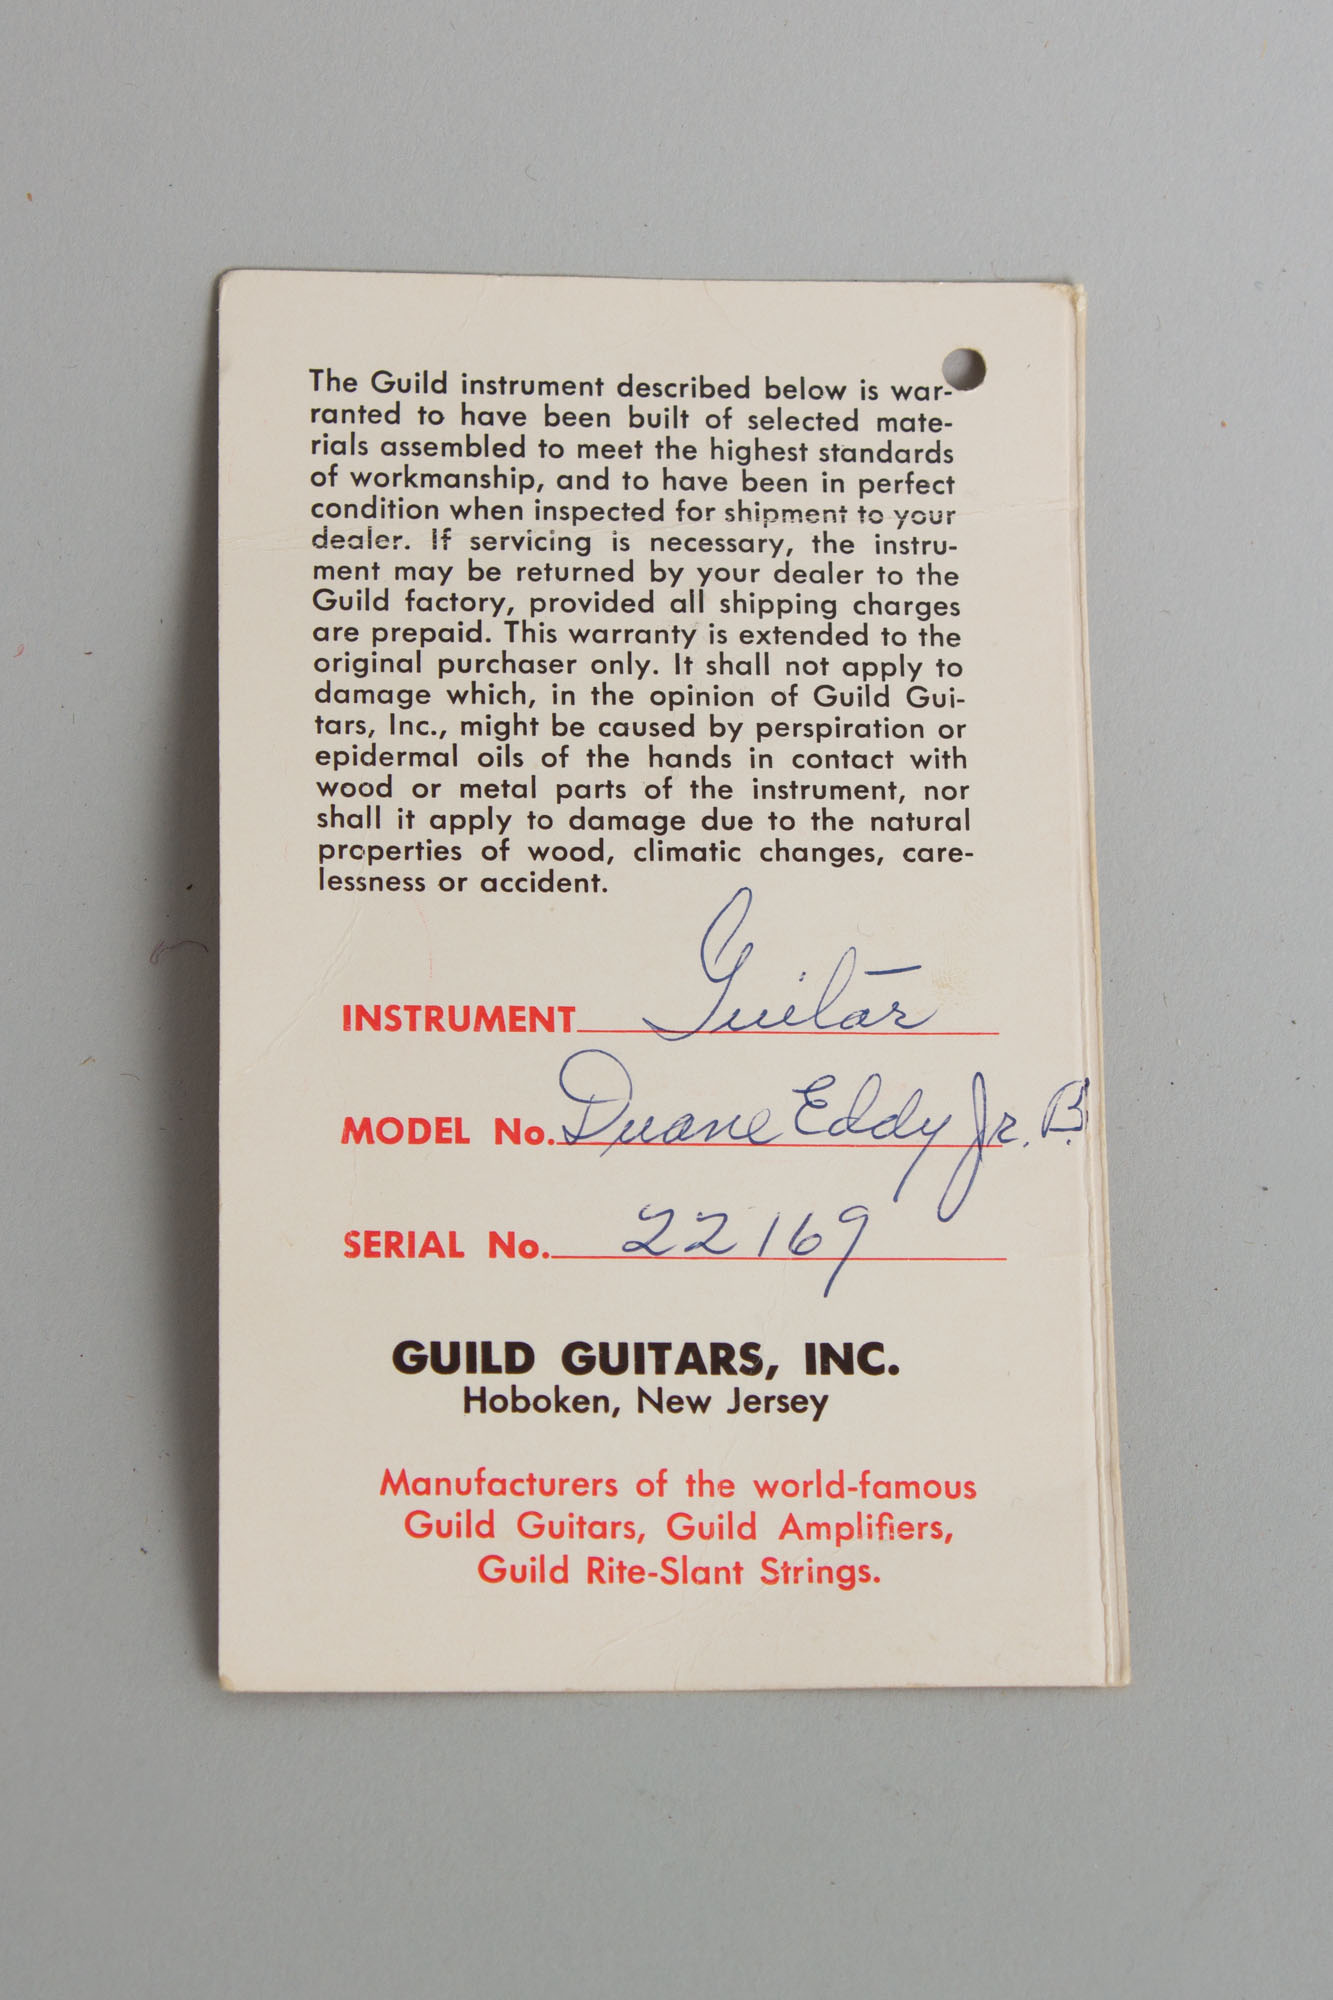 The Guild instrument described below is war-
ranted to have been built of selected mate-
rials assembled to meet the highest standards
of workmanship, and to have been in perfect
condition when inspected for shipment to your
dealer. If servicing is necessary, the instru-
ment may be returned by your dealer to the
Guild factory, provided all shipping charges
are prepaid. This warranty is extended to the
original purchaser only. It shall not apply to
damage which, in the opinion of Guild Gui-
tars, Inc., might be caused by perspiration or
epidermal oils of the hands in contact with
wood or metal parts of the instrument, nor
shall it apply to damage due to the natural
properties of wood, climatic changes, care-
lessness or accident.
INSTRUMENT Guitar
MODEL No. Duane Eddy Jr. B.
SERIAL No. 22169
GUILD GUITARS, INC.
Hoboken, New Jersey
Manufacturers of the world-famous
Guild Guitars, Guild Amplifiers,
Guild Rite-Slant Strings.